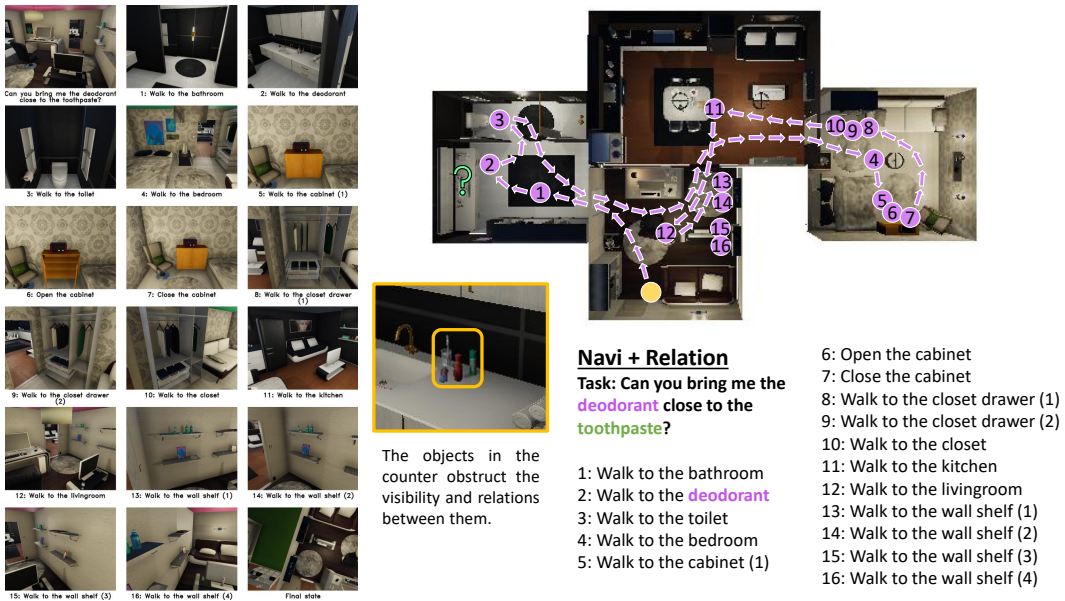 Can you bring me the deodorant
close to the toothpaste?
1: Walk to the bathroom
2: Walk to the deodorant
3: Walk to the toilet
4: Walk to the bedroom
5: Walk to the cabinet (1)
6: Open the cabinet
7: Close the cabinet
8: Walk to the closet drawer
(1)
9: Walk to the closet drawer
(2)
10: Walk to the closet
11: Walk to the kitchen
12: Walk to the livingroom
13: Walk to the wall shelf (1)
14: Walk to the wall shelf (2)
15: Walk to the wall shelf (3)
16: Walk to the wall shelf (4)
Final state
3
2
?
1
11
10
9
8
4
5
6
7
13
14
12
15
16
The objects in the
counter obstruct the
visibility and relations
between them.
Navi + Relation
Task: Can you bring me the
deodorant close to the
toothpaste?
1: Walk to the bathroom
2: Walk to the deodorant
3: Walk to the toilet
4: Walk to the bedroom
5: Walk to the cabinet (1)
6: Open the cabinet
7: Close the cabinet
8: Walk to the closet drawer (1)
9: Walk to the closet drawer (2)
10: Walk to the closet
11: Walk to the kitchen
12: Walk to the livingroom
13: Walk to the wall shelf (1)
14: Walk to the wall shelf (2)
15: Walk to the wall shelf (3)
16: Walk to the wall shelf (4)